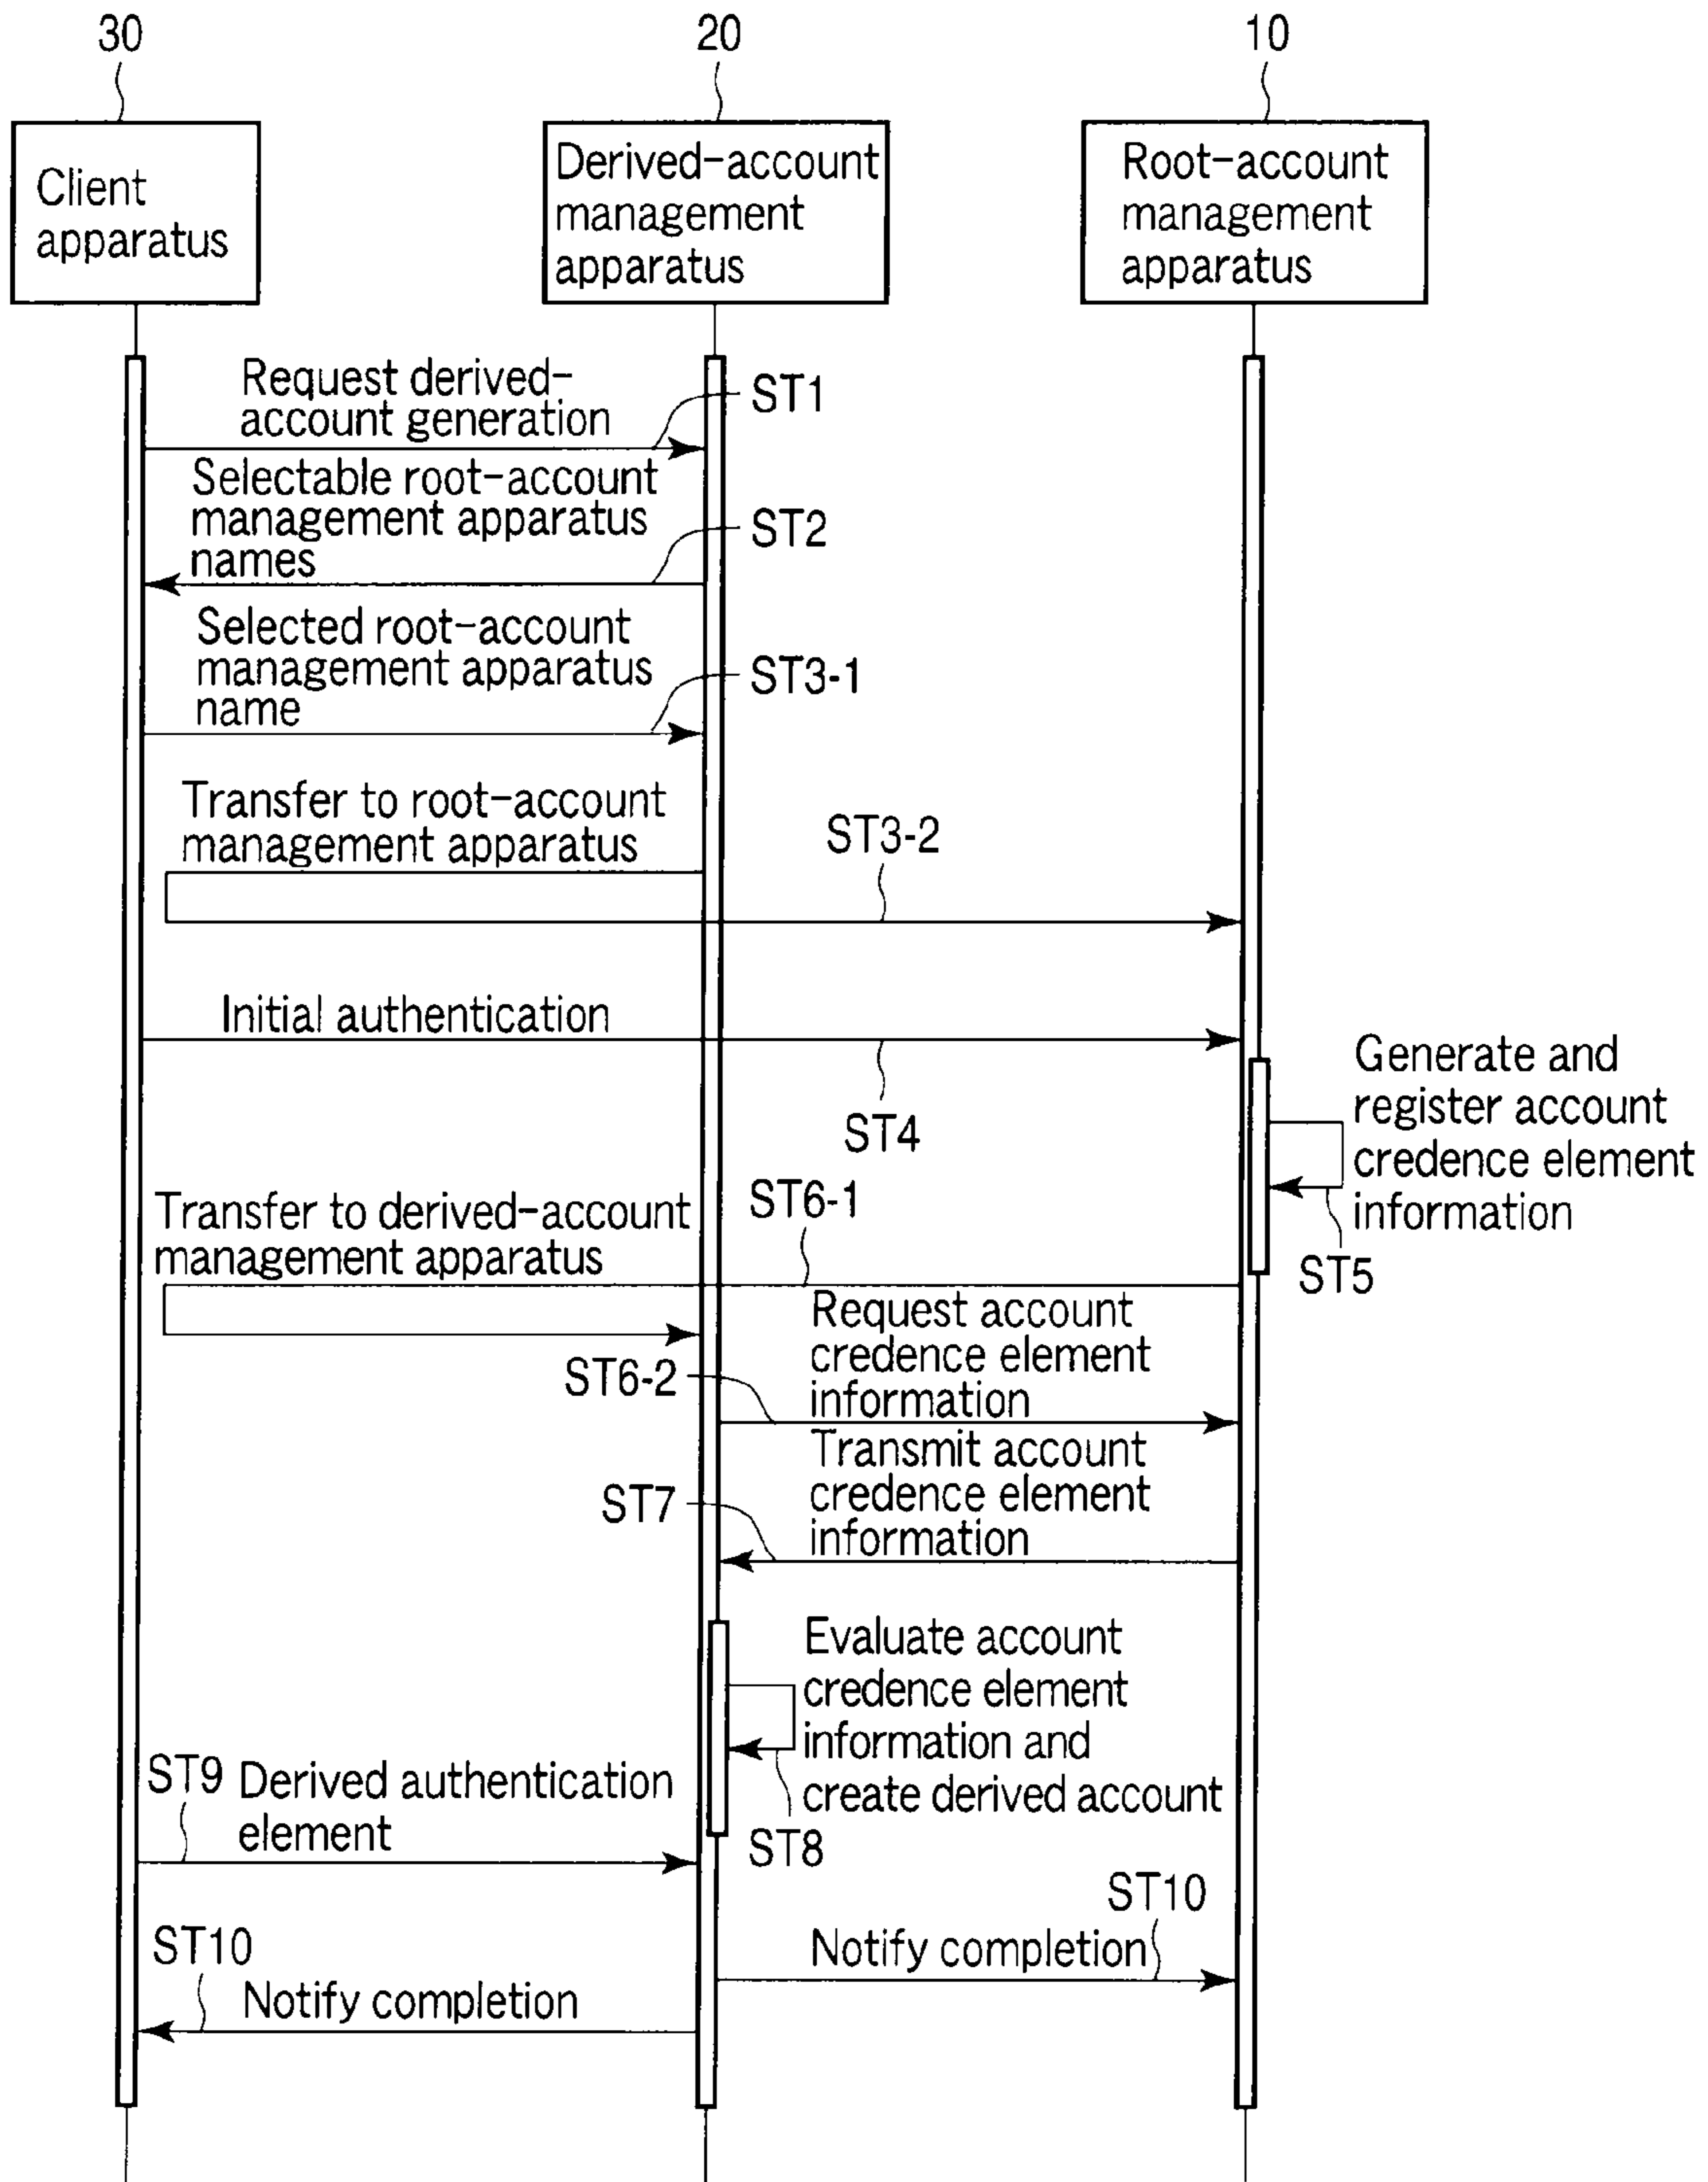 30
20
10
Client
apparatus
Derived-account
management
apparatus
Root-account
management
apparatus
Request derived-
account generation
ST1
Selectable root-account
management apparatus
names
ST2
Selected root-account
management apparatus
name
ST3-1
Transfer to root-account
management apparatus
ST3-2
Initial authentication
ST4
Generate and
register account
credence element
information
ST5
Transfer to derived-account
management apparatus
ST6-1
Request account
credence element
information
ST6-2
Transmit account
credence element
information
ST7
Evaluate account
credence element
information and
create derived account
ST8
ST9
Derived authentication
element
ST10
Notify completion
ST10
Notify completion